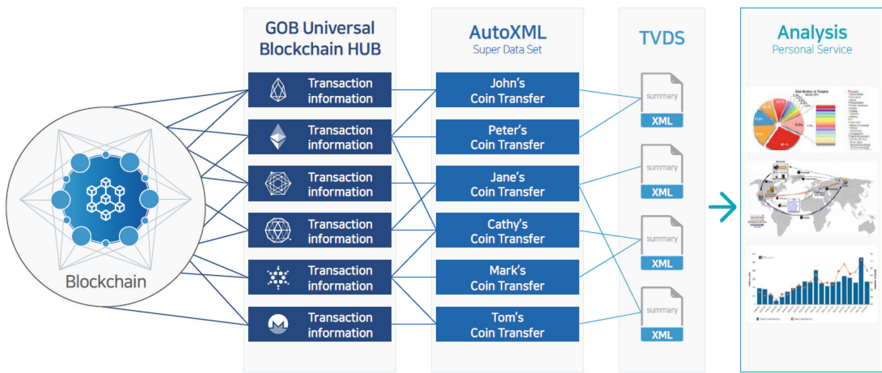 GOB Universal
Blockchain HUB
AutoXML
Super Data Set
TVDS
Analysis
Personal Service
Blockchain
Transaction
information
Transaction
information
Transaction
information
Transaction
information
Transaction
information
Transaction
information
John's
Coin Transfer
Peter's
Coin Transfer
Jane's
Coin Transfer
Cathy's
Coin Transfer
Mark's
Coin Transfer
Tom's
Coin Transfer
summary
XML
summary
XML
summary
XML
summary
XML